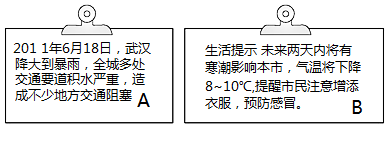 201 1年6月18日，武汉
降大到暴雨，全城多处
交通要道积水严重，造
成不少地方交通阻塞
A
生活提示 未来两天内将有
寒潮影响本市，气温将下降
8~10℃,提醒市民注意增添
衣服，预防感冒。
B